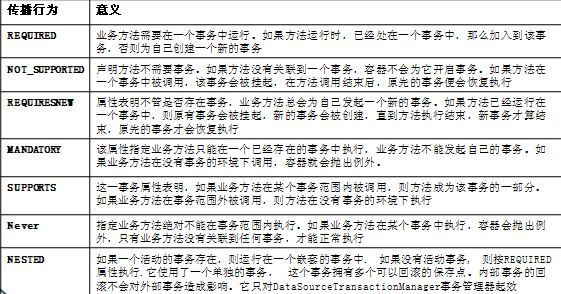 传播行为 意义
REQUIRED 业务方法需要在一个事务中运行。如果方法运行时，已经处在一个事务中，那么加入到该事
务，否则为自己创建一个新的事务
NOT_SUPPORTED 声明方法不需要事务。如果方法没有关联到一个事务，容器不会为它开启事务。如果方法在
一个事务中被调用，该事务会被挂起，在方法调用结束后，原先的事务便会恢复执行
REQUIRESNEW 属性表明不管是否存在事务，业务方法总会为自己发起一个新的事务。如果方法已经运行在
一个事务中，则原有事务会被挂起，新的事务会被创建，直到方法执行结束，新事务才算结
束，原先的事务才会恢复执行
MANDATORY 该属性指定业务方法只能在一个已经存在的事务中执行，业务方法不能发起自己的事务。如
果业务方法在没有事务的环境下调用，容器就会抛出例外。
SUPPORTS 这一事务属性表明，如果业务方法在某个事务范围内被调用，则方法成为该事务的一部分。
如果业务方法在事务范围外被调用，则方法在没有事务的环境下执行
Never 指定业务方法绝对不能在事务范围内执行。如果业务方法在某个事务中执行，容器会抛出例
外，只有业务方法没有关联到任何事务，才能正常执行
NESTED 如果一个活动的事务存在，则运行在一个嵌套的事务中． 如果没有活动事务， 则按REQUIRED
属性执行．它使用了一个单独的事务， 这个事务拥有多个可以回滚的保存点。内部事务的回
滚不会对外部事务造成影响。它只对DataSourceTransactionManager事务管理器起效